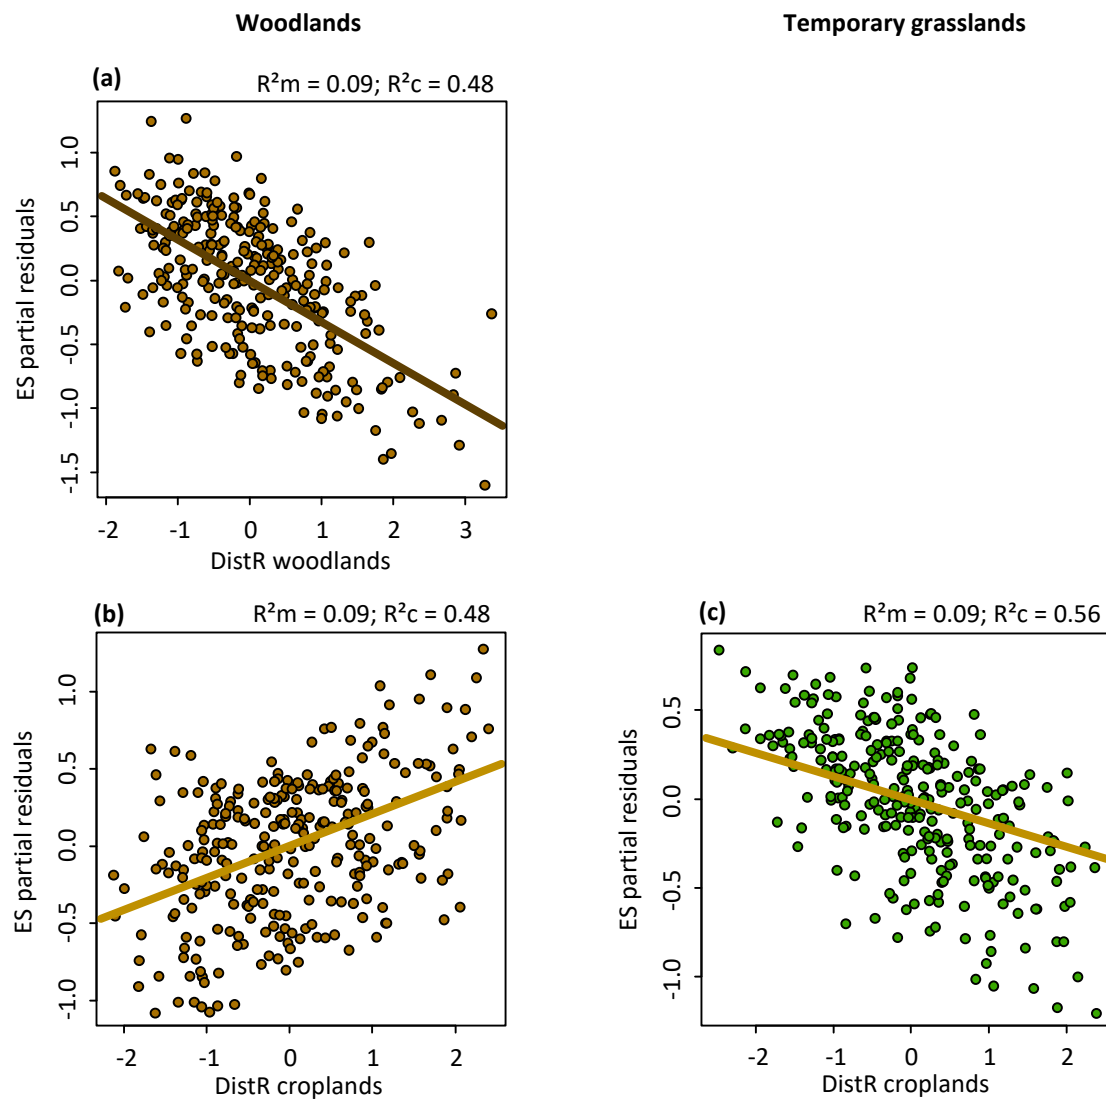 Woodlands
Temporary grasslands
(a)
R²m = 0.09; R²c = 0.48
ES partial residuals
1.0
0.5
0.0
-0.5
-1.0
-1.5
-2 -1 0 1 2 3
DistR woodlands
(b)
R²m = 0.09; R²c = 0.48
ES partial residuals
1.0
0.5
0.0
-0.5
-1.0
-2 -1 0 1 2
DistR croplands
(c)
R²m = 0.09; R²c = 0.56
ES partial residuals
0.5
0.0
-0.5
-1.0
-2 -1 0 1 2
DistR croplands